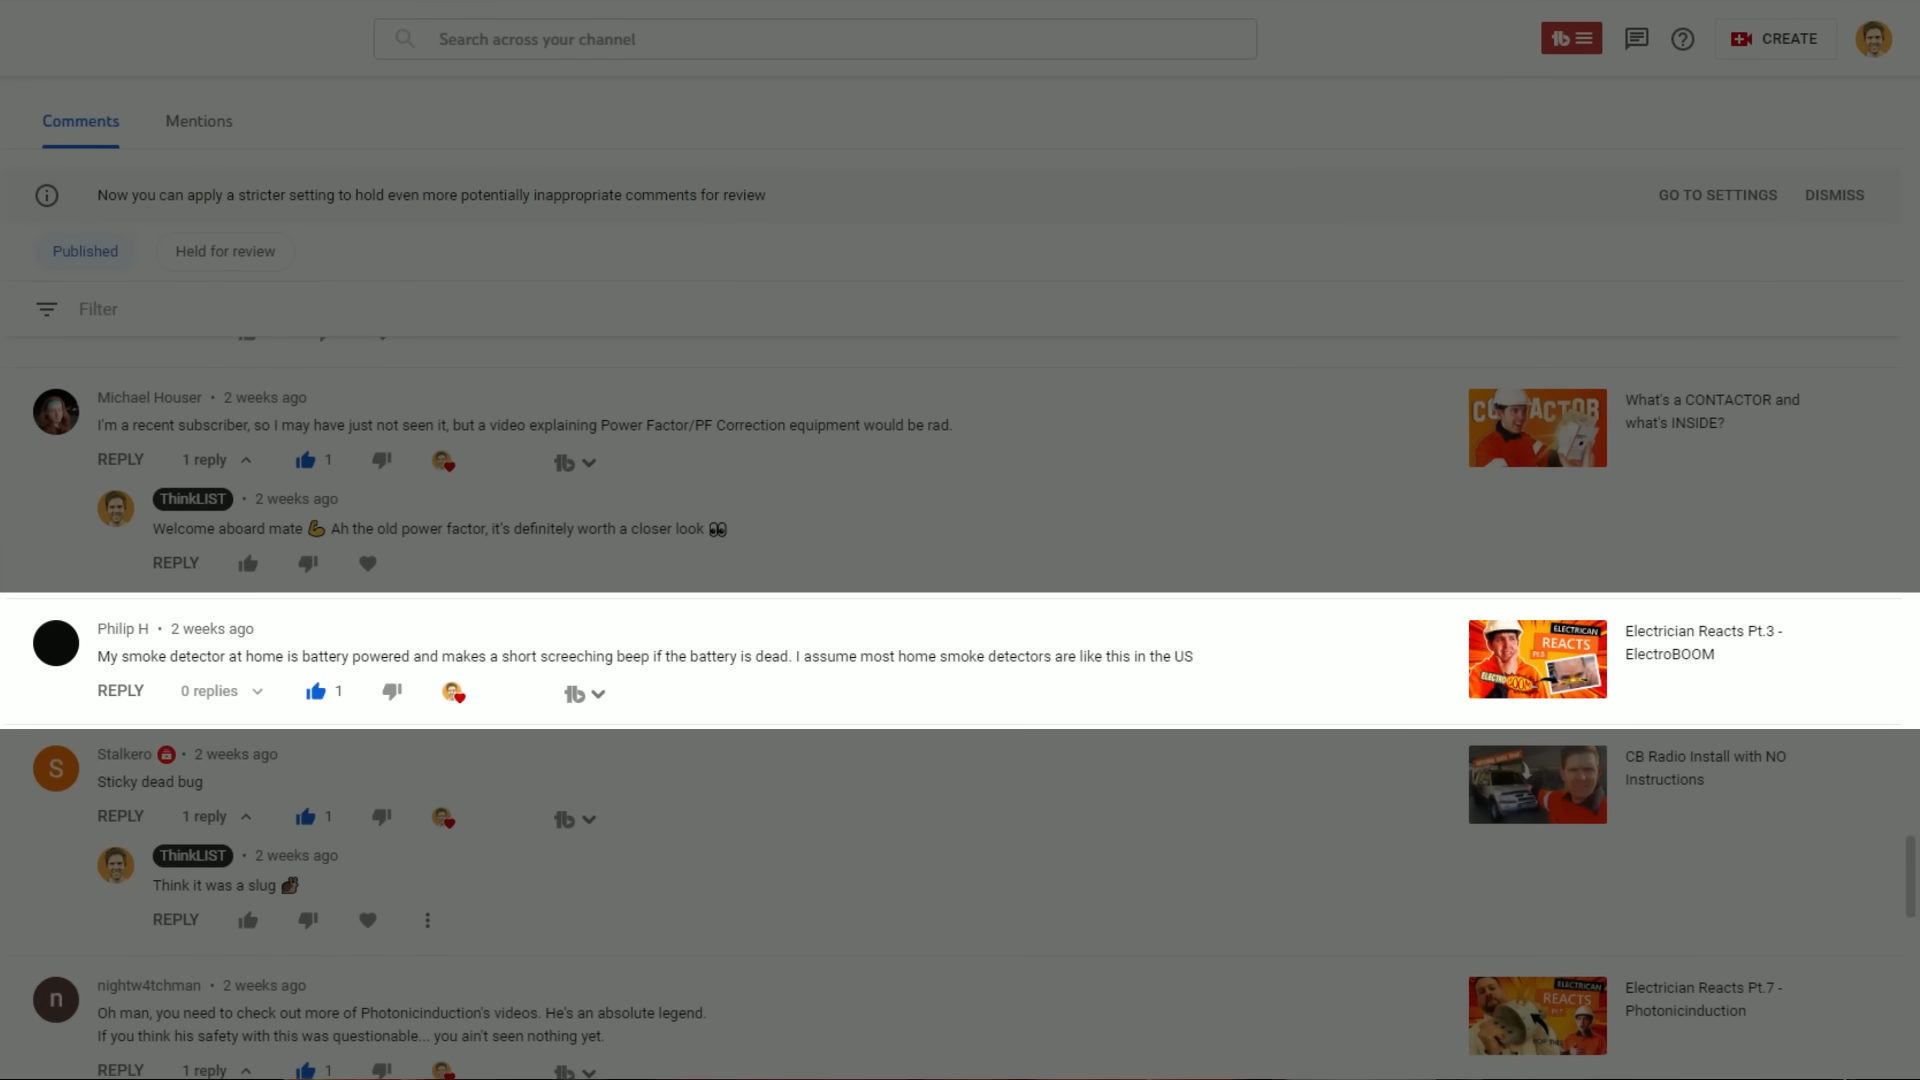 Search across your channel
CREATE
Comments
Mentions
Now you can apply a stricter setting to hold even more potentially inappropriate comments for review
GO TO SETTINGS
DISMISS
Published
Held for review
Filter
Michael Houser • 2 weeks ago
I'm a recent subscriber, so I may have just not seen it, but a video explaining Power Factor/PF Correction equipment would be rad.
REPLY
1 reply
1
CONTACTOR
What's a CONTACTOR and
what's INSIDE?
ThinkLIST • 2 weeks ago
Welcome aboard mate 💪 Ah the old power factor, it's definitely worth a closer look 👀
REPLY
Philip H • 2 weeks ago
My smoke detector at home is battery powered and makes a short screeching beep if the battery is dead. I assume most home smoke detectors are like this in the US
REPLY
0 replies
1
ELECTRICIAN
REACTS
Electrician Reacts Pt.3 -
ElectroBOOM
S
Stalkero • 2 weeks ago
Sticky dead bug
REPLY
1 reply
1
CB Radio Install with NO
Instructions
ThinkLIST • 2 weeks ago
Think it was a slug
REPLY
n
nightw4tchman • 2 weeks ago
Oh man, you need to check out more of Photonicinduction's videos. He's an absolute legend.
If you think his safety with this was questionable... you ain't seen nothing yet.
REPLY
1 reply
1
ELECTRICIAN
REACTS
Electrician Reacts Pt.7 -
Photonicinduction